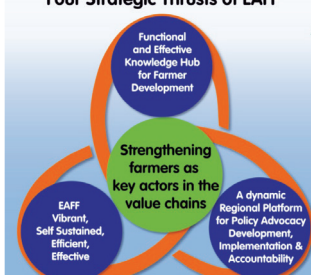 Four Strategic Thrusts of EAFF
Functional
and Effective
Knowledge Hub
for Farmer
Development
Strengthening
farmers as
key actors in the
value chains
EAFF
Vibrant,
Self Sustained,
Efficient,
Effective
A dynamic
Regional Platform
for Policy Advocacy
Development,
Implementation &
Accountability